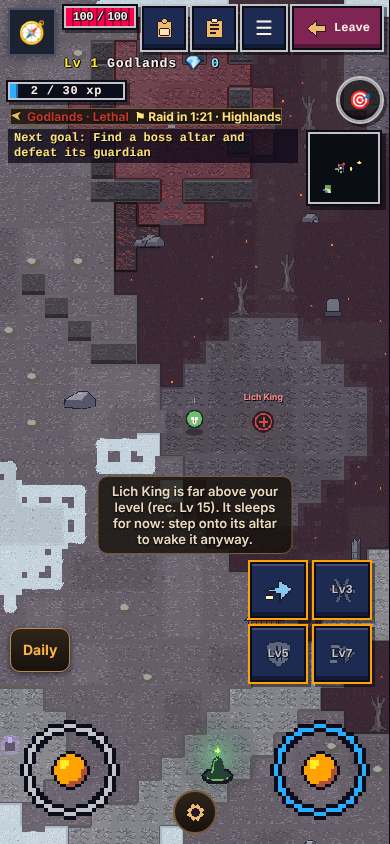 100 / 100
Leave
Lv 1 Godlands 0
2 / 30 xp
Godlands · Lethal Raid in 1:21 · Highlands
Next goal: Find a boss altar and
defeat its guardian
Lich King
Lich King is far above your
level (rec. Lv 15). It sleeps
for now: step onto its altar
to wake it anyway.
Lv3
Lv5
Lv7
Daily